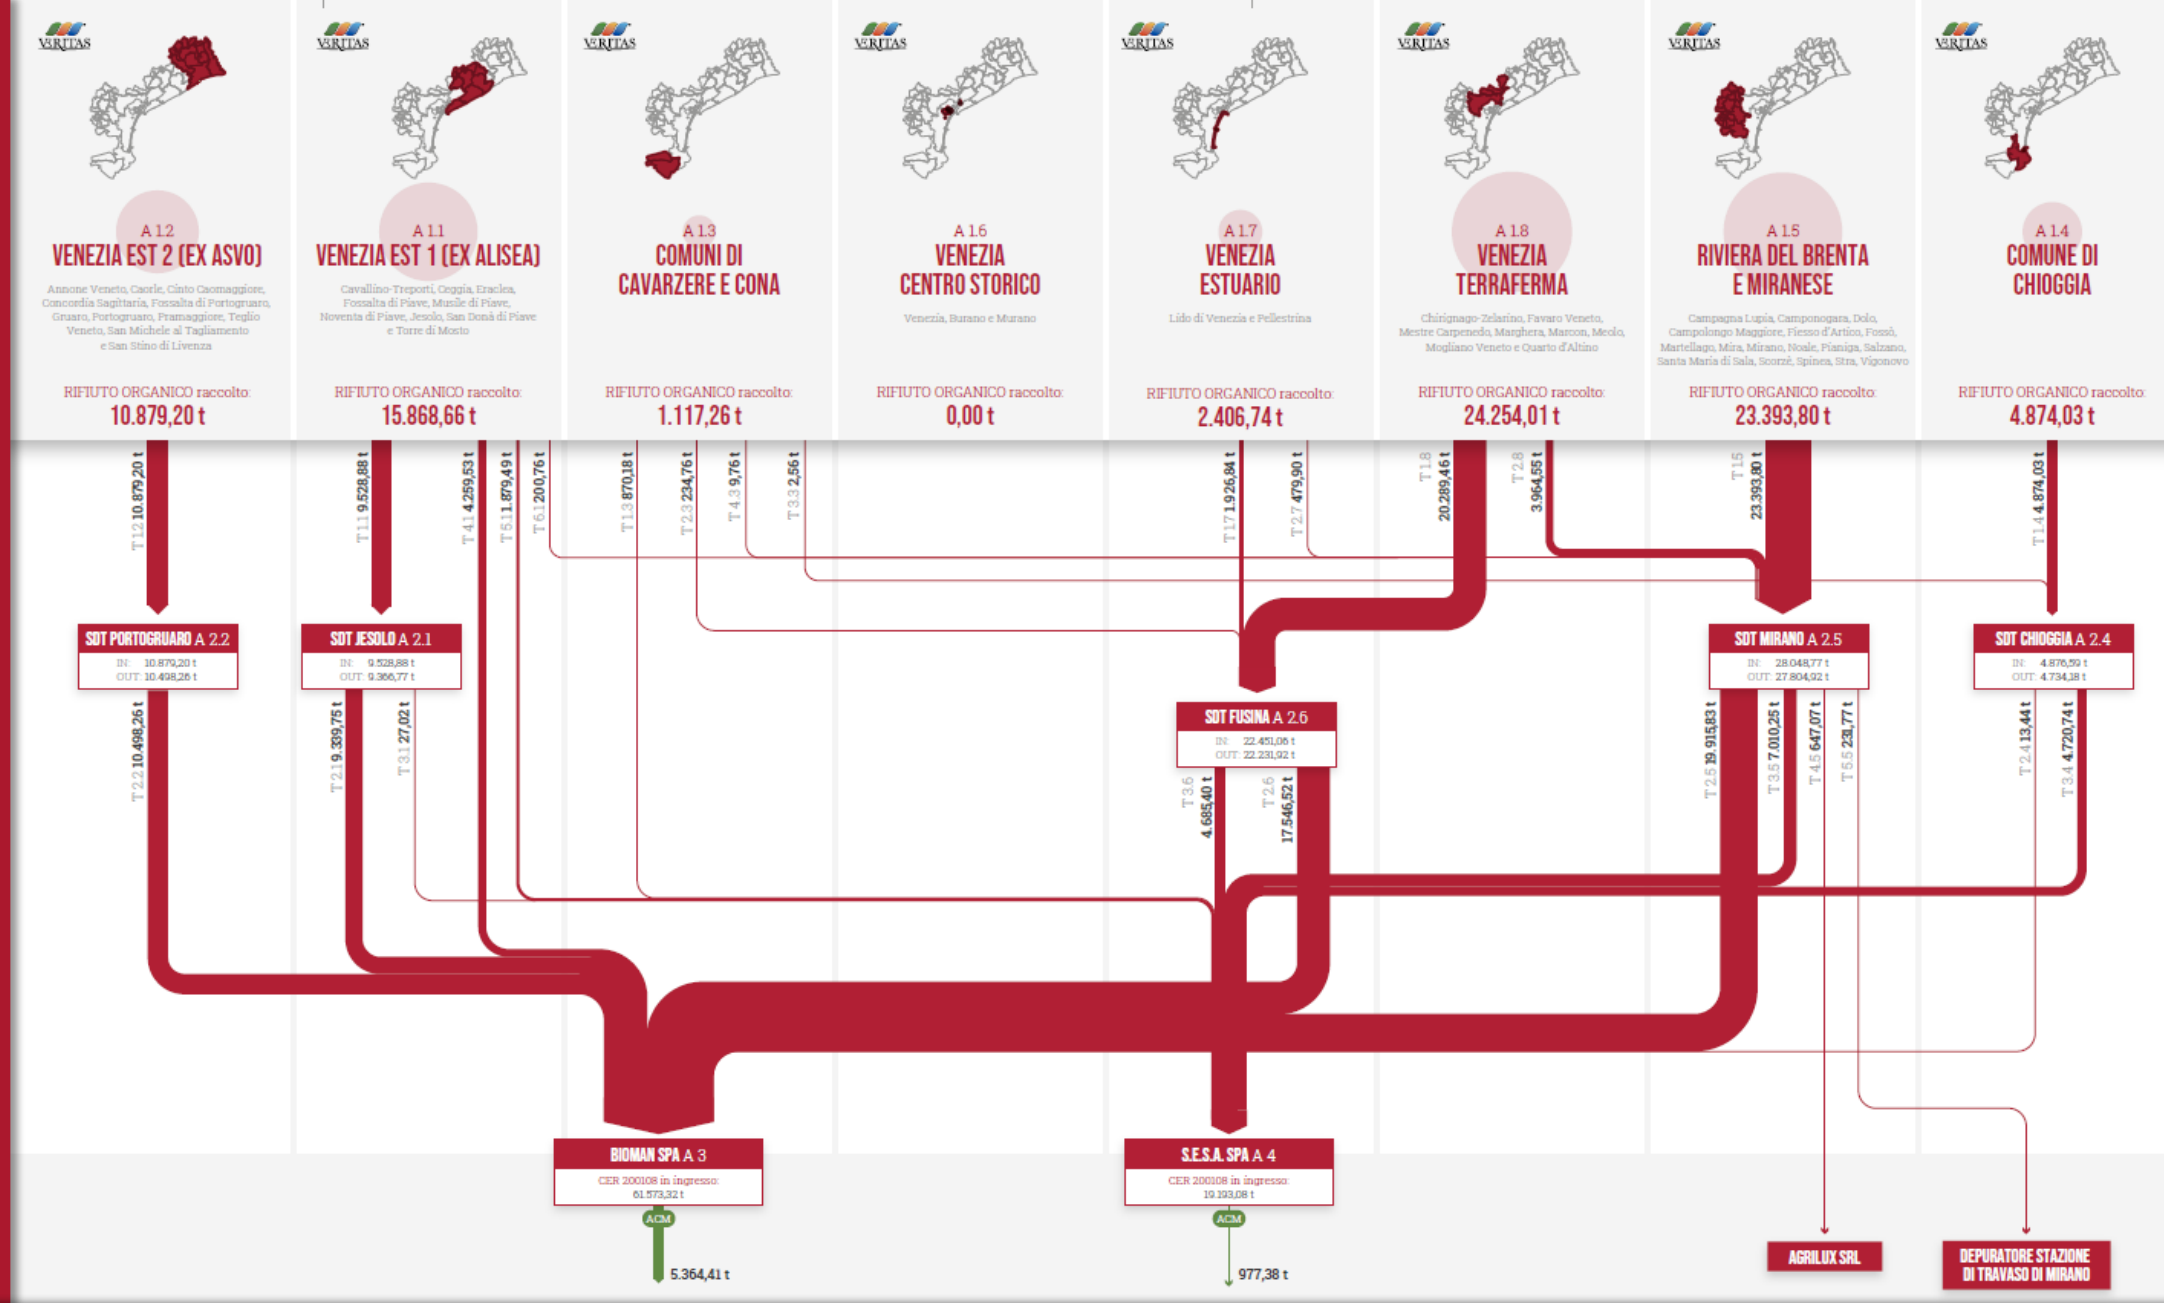 VERITAS
A 1.2
VENEZIA EST 2 (EX ASVO)
Annone Veneto, Caorle, Cinto Caomaggiore,
Concordia Sagittaria, Fossalta di Portogruaro,
Gruaro, Portogruaro, Pramaggiore, Teglio
Veneto, San Michele al Tagliamento
e San Stino di Livenza
RIFIUTO ORGANICO raccolto:
10.879,20 t
VERITAS
A 1.1
VENEZIA EST 1 (EX ALISEA)
Cavallino-Treporti, Ceggia, Eraclea,
Fossalta di Piave, Musile di Piave,
Noventa di Piave, Jesolo, San Donà di Piave
e Torre di Mosto
RIFIUTO ORGANICO raccolto:
15.868,66 t
VERITAS
A 1.3
COMUNI DI
CAVARZERE E CONA
RIFIUTO ORGANICO raccolto:
1.117,26 t
VERITAS
A 1.6
VENEZIA
CENTRO STORICO
Venezia, Burano e Murano
RIFIUTO ORGANICO raccolto:
0,00 t
VERITAS
A 1.7
VENEZIA
ESTUARIO
Lido di Venezia e Pellestrina
RIFIUTO ORGANICO raccolto:
2.406,74 t
VERITAS
A 1.8
VENEZIA
TERRAFERMA
Chirignago-Zelarino, Favaro Veneto,
Mestre Carpenedo, Marghera, Marcon, Meolo,
Mogliano Veneto e Quarto d'Altino
RIFIUTO ORGANICO raccolto:
24.254,01 t
VERITAS
A 1.5
RIVIERA DEL BRENTA
E MIRANESE
Campagna Lupia, Camponogara, Dolo,
Campolongo Maggiore, Fiesso d'Artico, Fossò,
Martellago, Mira, Mirano, Noale, Pianiga, Salzano,
Santa Maria di Sala, Scorzè, Spinea, Stra, Vigonovo
RIFIUTO ORGANICO raccolto:
23.393,80 t
VERITAS
A 1.4
COMUNE DI
CHIOGGIA
RIFIUTO ORGANICO raccolto:
4.874,03 t
T 1.2 10.879,20 t
T 1.1 9.528,88 t
T 4.1 4.259,53 t
T 5.1 1.879,49 t
T 6.1 200,76 t
T 1.3 870,18 t
T 2.3 234,76 t
T 4.3 9,76 t
T 3.3 2,56 t
T 1.7 1.926,84 t
T 2.7 479,90 t
T 1.8
20.289,46 t
T 2.8
3.964,55 t
T 1.5
23.393,80 t
T 1.4 4.874,03 t
SDT PORTOGRUARO A 2.2
IN: 10.879,20 t
OUT: 10.498,26 t
SDT JESOLO A 2.1
IN: 9.528,88 t
OUT: 9.366,77 t
SDT MIRANO A 2.5
IN: 28.048,77 t
OUT: 27.804,92 t
SDT CHIOGGIA A 2.4
IN: 4.876,59 t
OUT: 4.734,18 t
SDT FUSINA A 2.6
IN: 22.451,06 t
OUT: 22.231,92 t
T 2.2 10.498,26 t
T 2.1 9.339,75 t
T 3.1 27,02 t
T 3.6
4.685,40 t
T 2.6
17.546,52 t
T 2.5 19.915,83 t
T 3.5 7.010,25 t
T 4.5 647,07 t
T 5.5 231,77 t
T 2.4 13,44 t
T 3.4 4.720,74 t
BIOMAN SPA A 3
CER 200108 in ingresso:
61.573,32 t
ACM
5.364,41 t
S.E.S.A. SPA A 4
CER 200108 in ingresso:
19.193,08 t
ACM
977,38 t
AGRILUX SRL
DEPURATORE STAZIONE
DI TRAVASO DI MIRANO